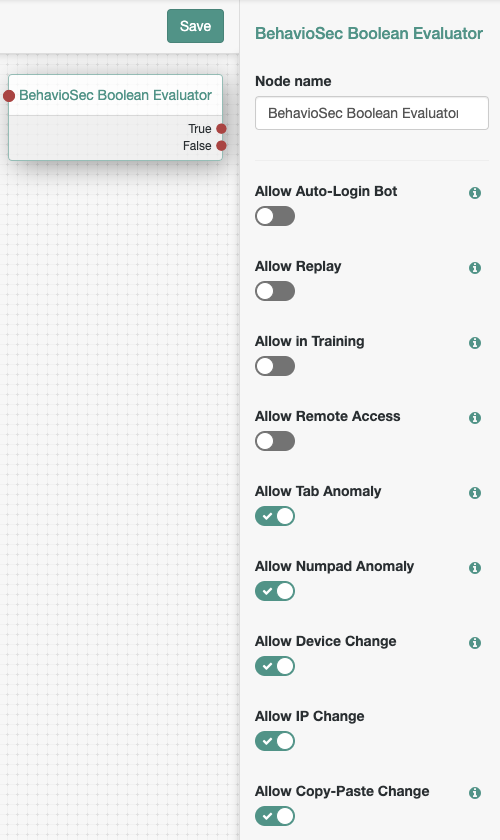 Save
BehavioSec Boolean Evaluator
True
False
BehavioSec Boolean Evaluator
Node name
BehavioSec Boolean Evaluator
Allow Auto-Login Bot
Allow Replay
Allow in Training
Allow Remote Access
Allow Tab Anomaly
Allow Numpad Anomaly
Allow Device Change
Allow IP Change
Allow Copy-Paste Change